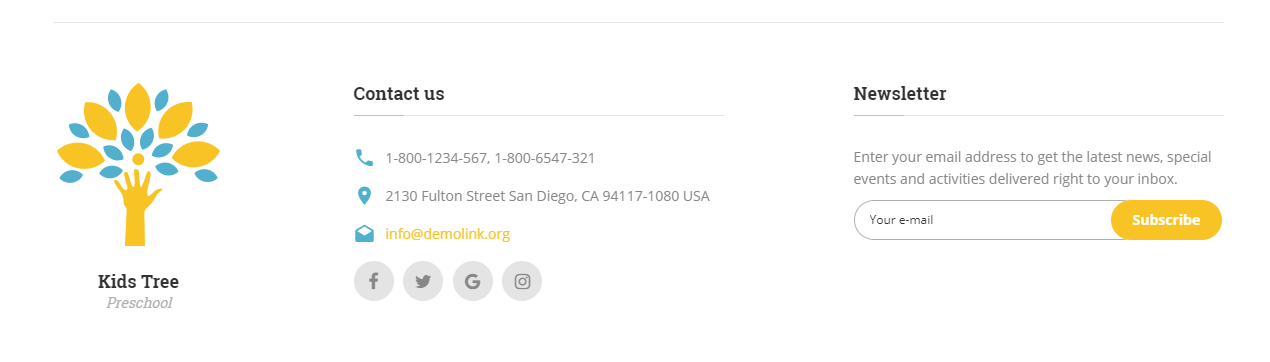 Kids Tree
Preschool
Contact us
1-800-1234-567, 1-800-6547-321
2130 Fulton Street San Diego, CA 94117-1080 USA
info@demolink.org
Newsletter
Enter your email address to get the latest news, special
events and activities delivered right to your inbox.
Your e-mail
Subscribe